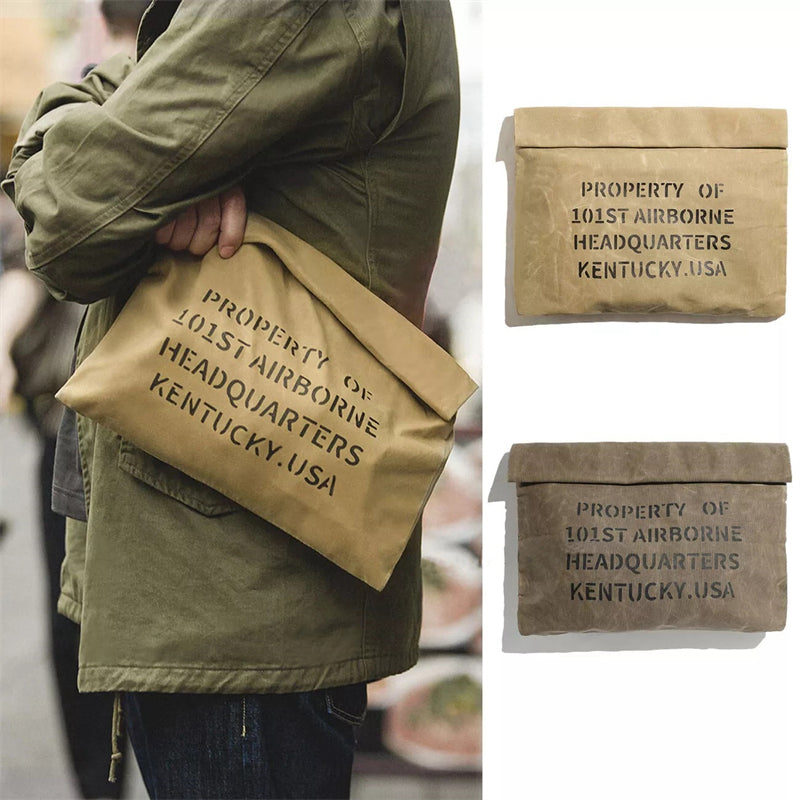 PROPERTY OF
101ST AIRBORNE
HEADQUARTERS
KENTUCKY.USA
PROPERTY OF
101ST AIRBORNE
HEADQUARTERS
KENTUCKY.USA
PROPERTY OF
101ST AIRBORNE
HEADQUARTERS
KENTUCKY.USA